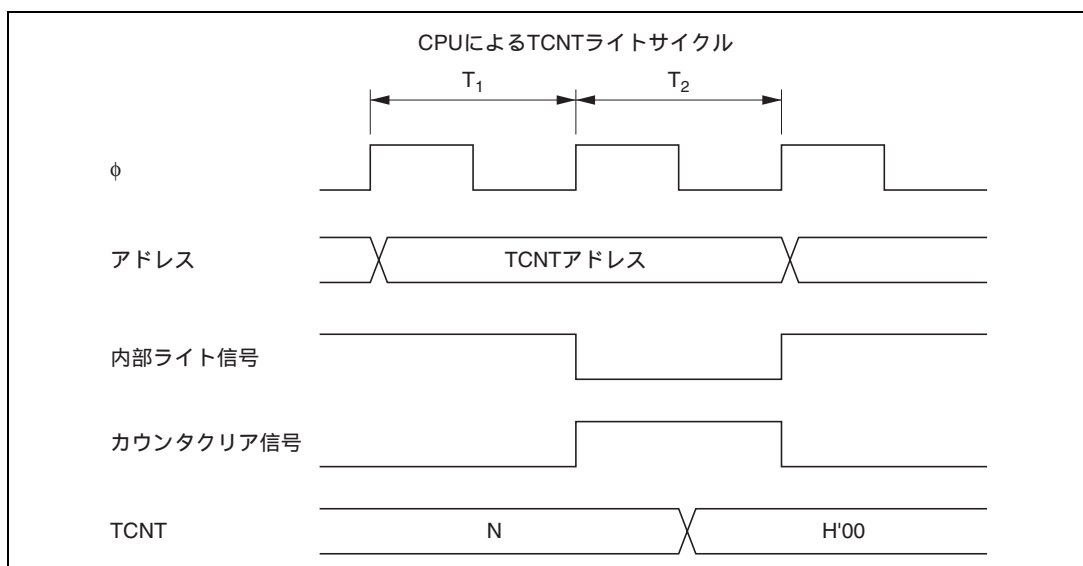 CPUによるTCNTライトサイクル
T₁ T₂
φ
アドレス TCNTアドレス
内部ライト信号
カウンタクリア信号
TCNT N H'00